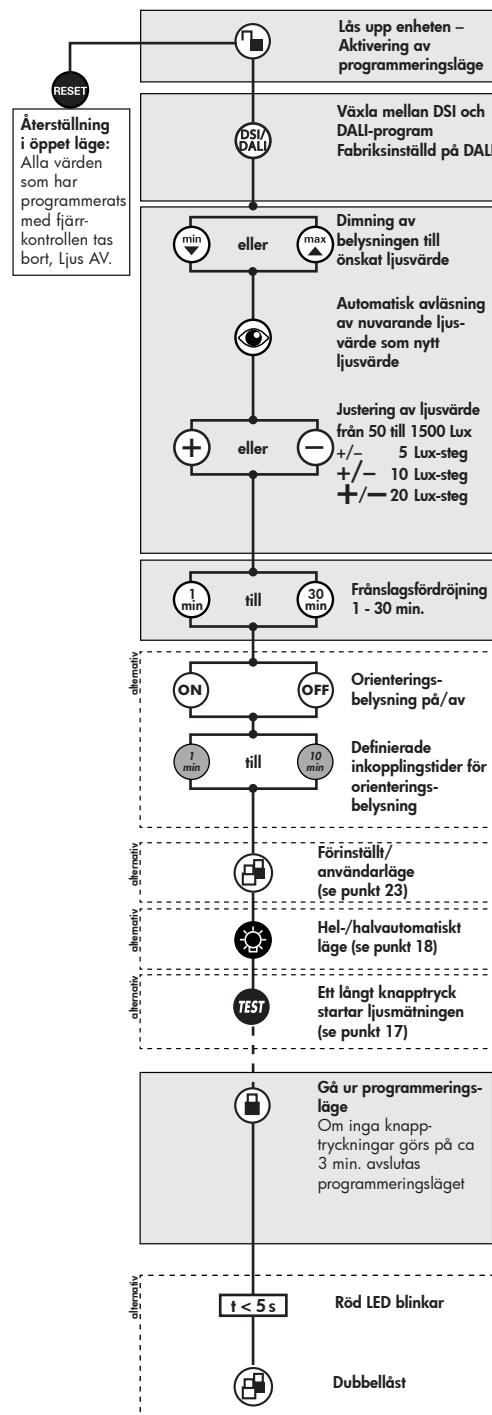 Lås upp enheten –
Aktivering av
programmeringsläge
RESET
Återställning
i öppet läge:
Alla värden
som har
programmerats
med fjärr-
kontrollen tas
bort, Ljus AV.
DSI/
DALI
Växla mellan DSI och
DALI-program
Fabriksinställd på DALI
min
eller
max
Dimning av
belysningen till
önskat ljusvärde
Automatisk avläsning
av nuvarande ljus-
värde som nytt
ljusvärde
+ eller –
Justering av ljusvärde
från 50 till 1500 Lux
+/– 5 Lux-steg
+/– 10 Lux-steg
+/– 20 Lux-steg
1
min
till
30
min
Frånslagsfördröjning
1 - 30 min.
alternativ
ON
OFF
Orienterings-
belysning på/av
1
min
till
10
min
Definierade
inkopplingstider för
orienterings-
belysning
alternativ
Förinställt/
användarläge
(se punkt 23)
alternativ
Hel-/halvautomatiskt
läge (se punkt 18)
alternativ
TEST
Ett långt knapptryck
startar ljusmätningen
(se punkt 17)
Gå ur programmerings-
läge
Om inga knapp-
tryckningar görs på ca
3 min. avslutas
programmeringsläget
alternativ
t < 5 s
Röd LED blinkar
Dubbellåst